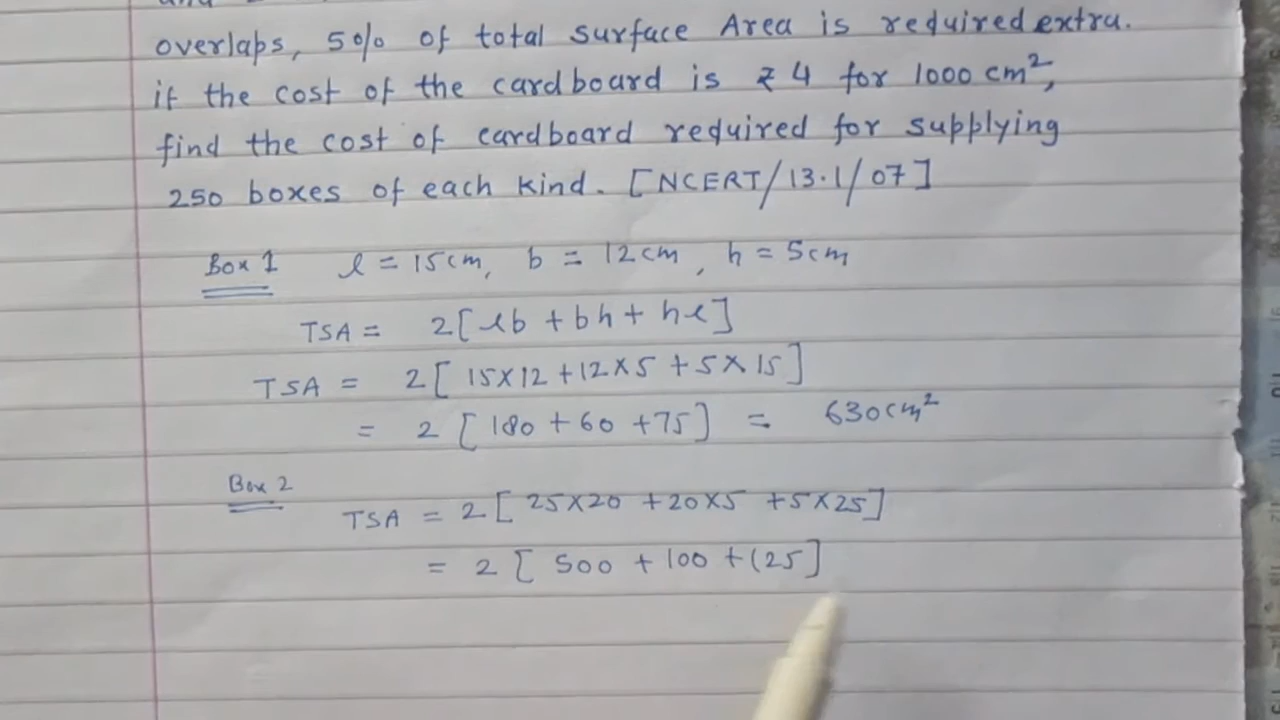 overlaps, 5% of total surface Area is required extra.
if the cost of the cardboard is ₹ 4 for 1000 cm²,
find the cost of cardboard required for supplying
250 boxes of each kind. [NCERT/13.1/07]
Box 1 l = 15cm, b = 12cm, h = 5cm
TSA = 2[lb + bh + hl]
TSA = 2[ 15×12 + 12×5 + 5×15]
= 2 [ 180 + 60 + 75] = 630cm²
Box 2
TSA = 2[ 25×20 + 20×5 + 5×25]
= 2 [ 500 + 100 + 125]